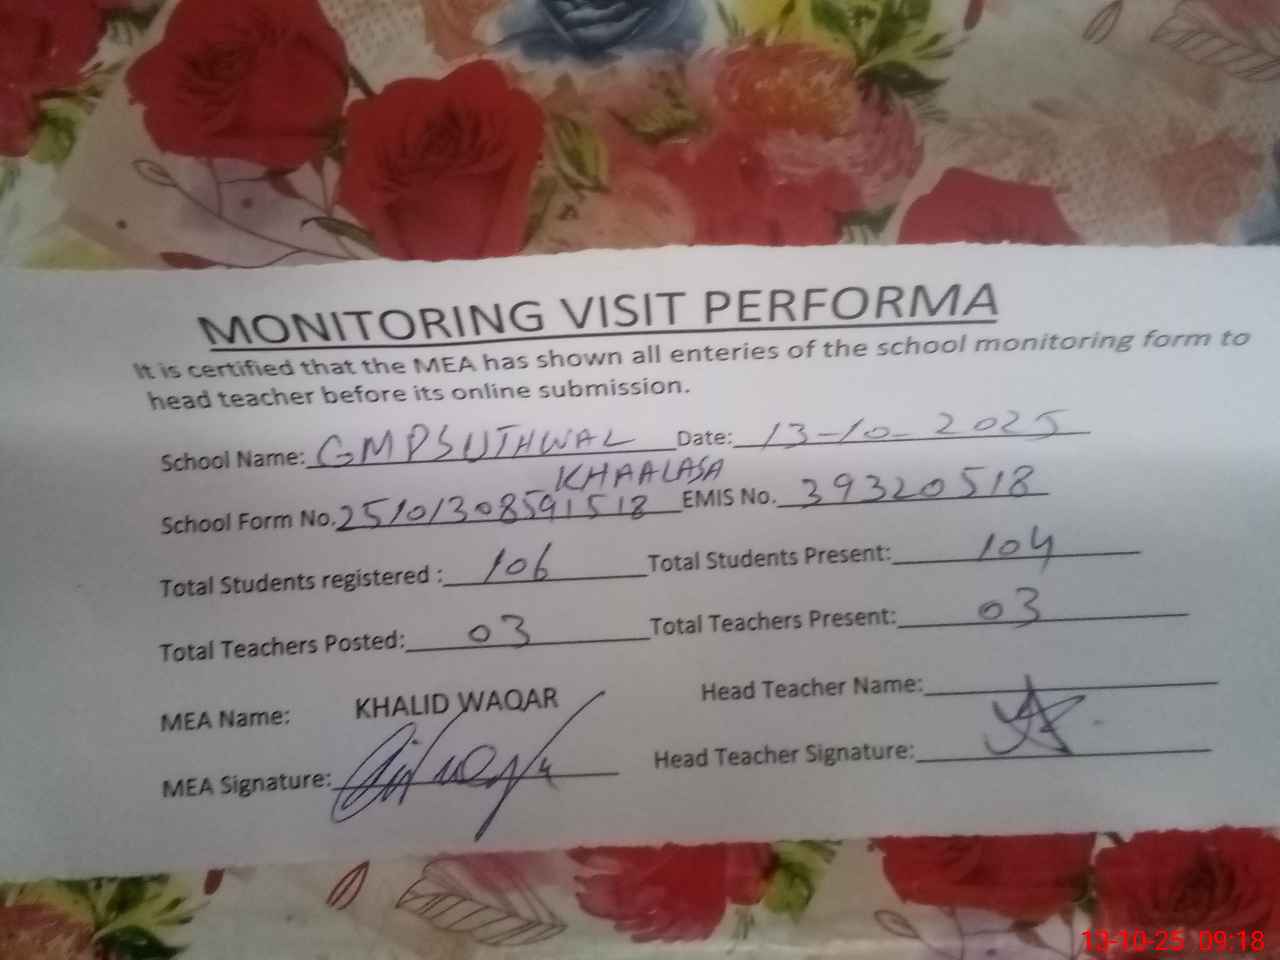 MONITORING VISIT PERFORMA
It is certified that the MEA has shown all enteries of the school monitoring form to
head teacher before its online submission.
School Name: GMPS UTHWAL Date: 13-10-2025
KHAALASA
School Form No. 25101308591518 EMIS No. 39320518
Total Students registered : 106 Total Students Present: 104
Total Teachers Posted: 03 Total Teachers Present: 03
MEA Name: KHALID WAQAR Head Teacher Name:
MEA Signature: Head Teacher Signature:
13-10-25 09:18